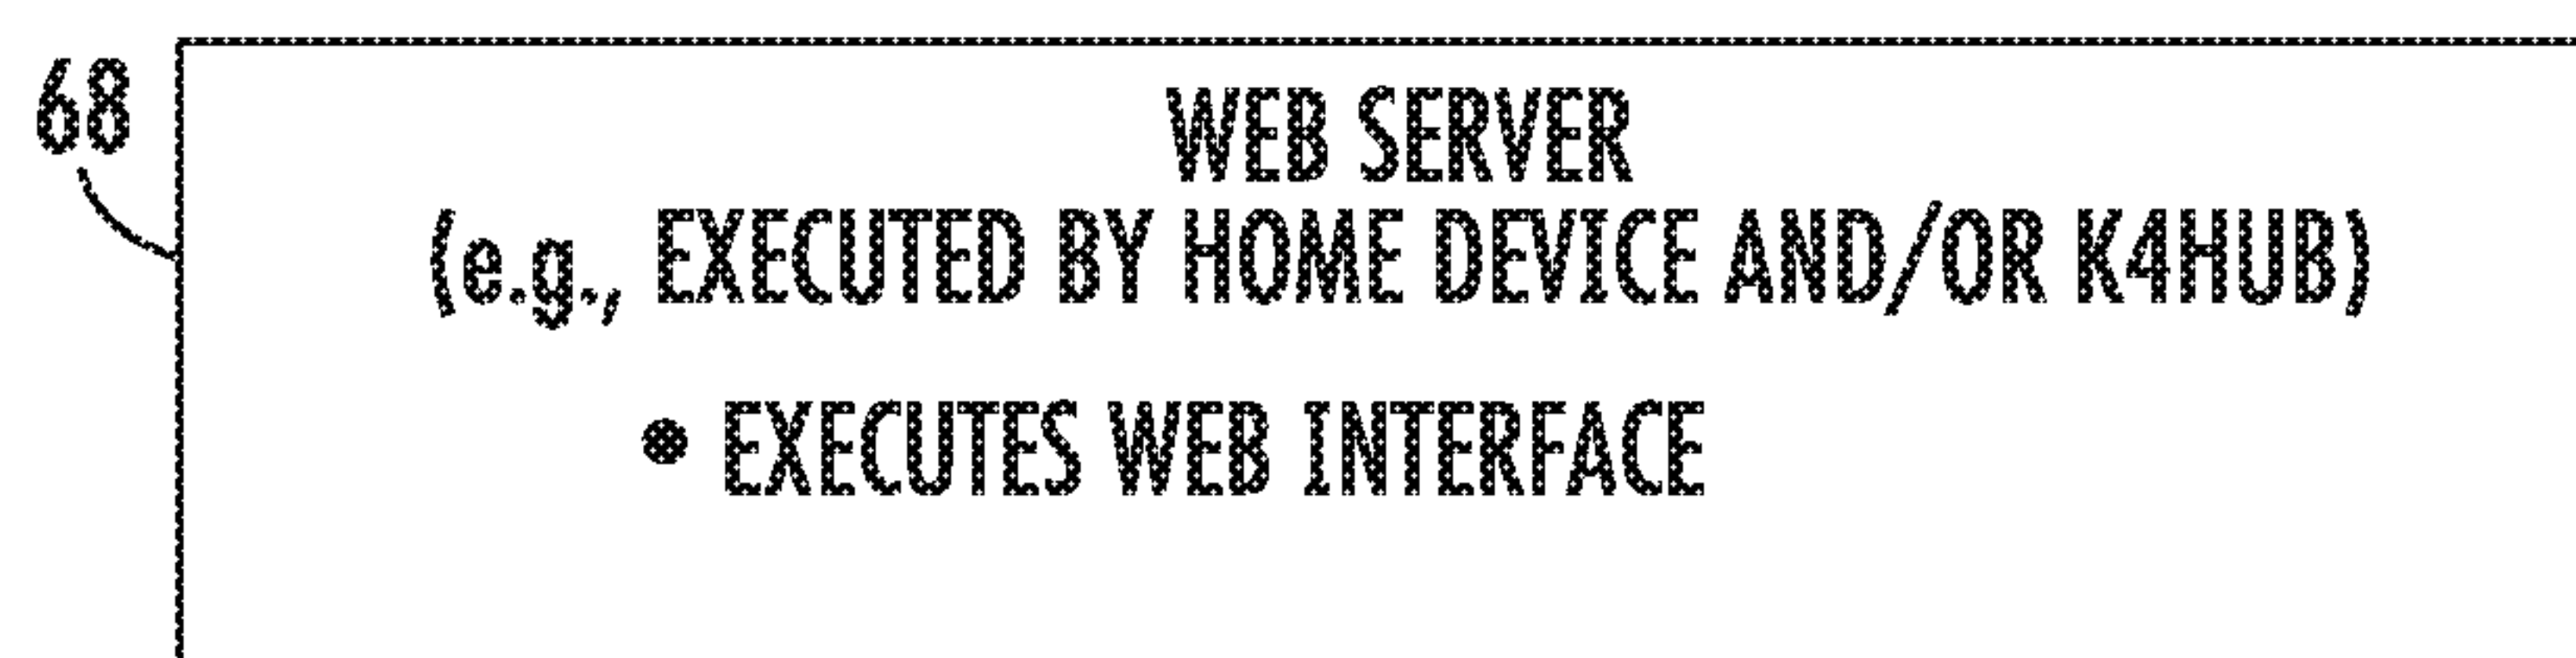 68
WEB SERVER
(e.g., EXECUTED BY HOME DEVICE AND/OR K4HUB)
• EXECUTES WEB INTERFACE